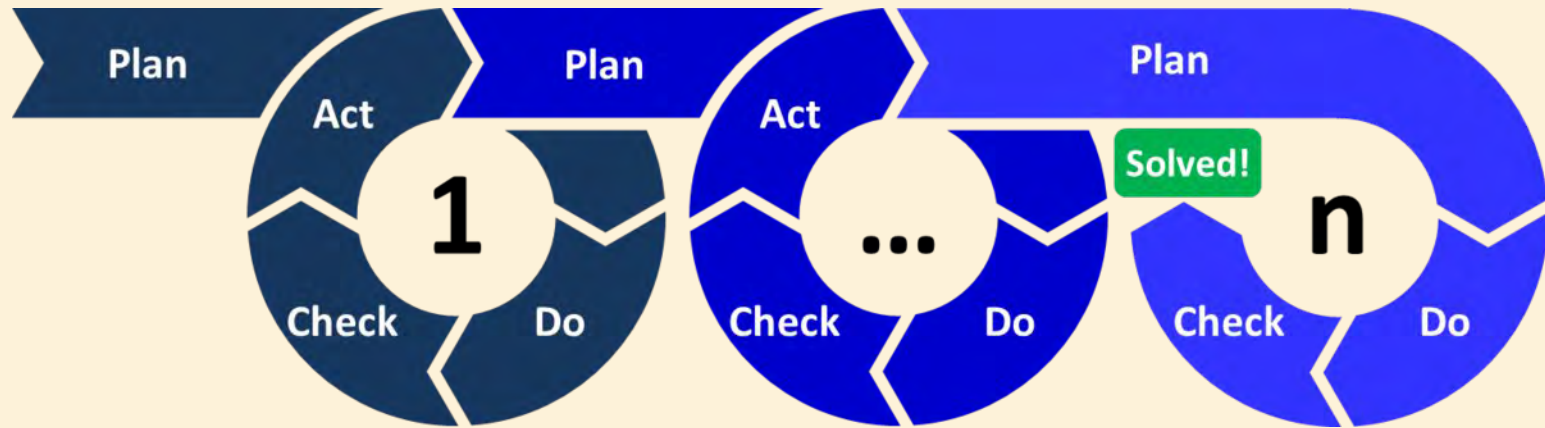 Plan
Act
1
Check
Do
Plan
Act
...
Check
Do
Plan
Solved!
n
Check
Do